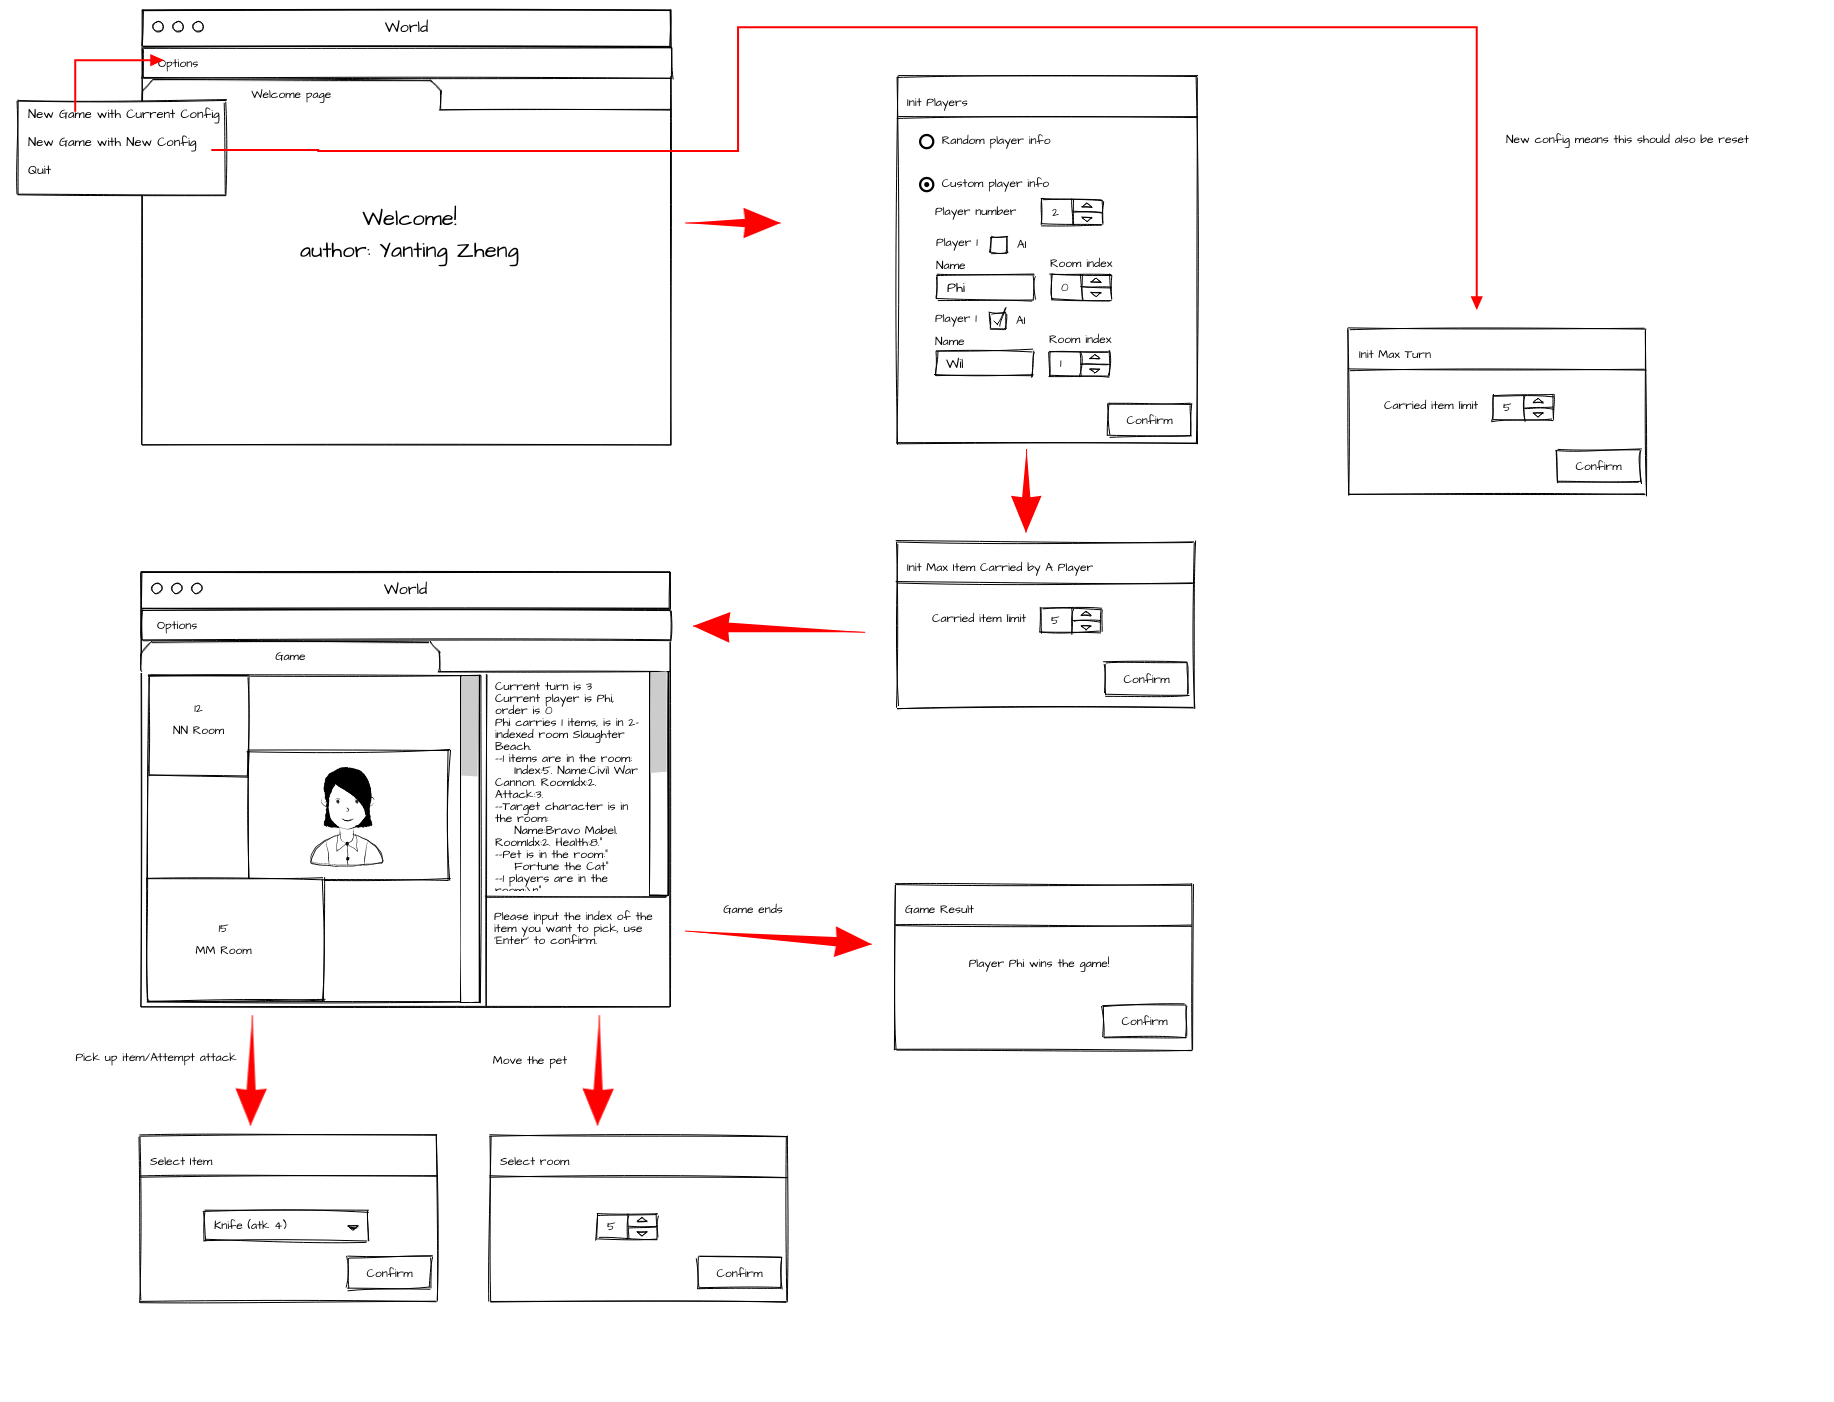 World
Options
Welcome page
New Game with Current Config
New Game with New Config
Quit
Welcome!
author: Yanting Zheng
Init Players
Random player info
Custom player info
Player number 2
Player 1 AI
Name Room index
Phi 0
Player 1 AI
Name Room index
Wil 1
Confirm
New config means this should also be reset
Init Max Turn
Carried item limit 5
Confirm
Init Max Item Carried by A Player
Carried item limit 5
Confirm
World
Options
Game
12
NN Room
15
MM Room
Current turn is 3
Current player is Phi,
order is 0
Phi carries 1 items, is in 2-
indexed room Slaughter
Beach.
--1 items are in the room:
Index:5. Name:Civil War
Cannon. RoomIdx:2.
Attack:3.
--Target character is in
the room:
Name:Bravo Mabel.
RoomIdx:2. Health:8."
--Pet is in the room:"
Fortune the Cat"
--1 players are in the
room:\n"
Please input the index of the
item you want to pick, use
'Enter' to confirm.
Game ends
Game Result
Player Phi wins the game!
Confirm
Pick up item/Attempt attack
Move the pet
Select Item
Knife (atk 4)
Confirm
Select room
5
Confirm